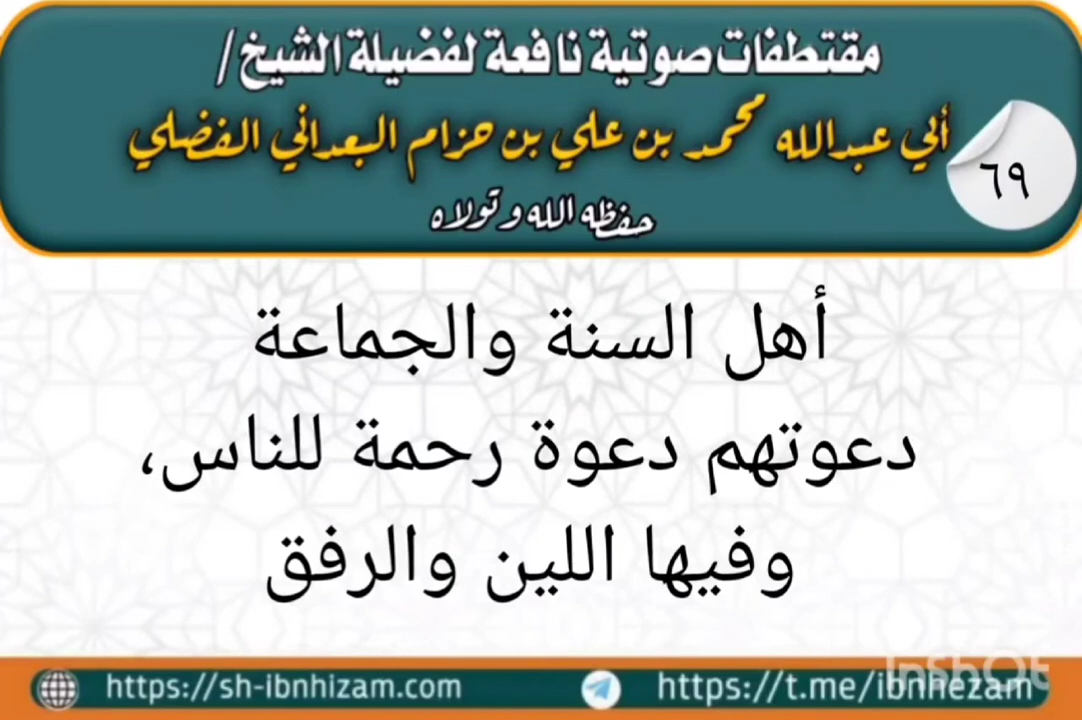 مقتطفات صوتية نافعة لفضيلة الشيخ/
أبي عبدالله محمد بن علي بن حزام البعداني الفضلي
٦٩
حفظه الله وتولاه
أهل السنة والجماعة
دعوتهم دعوة رحمة للناس،
وفيها اللين والرفق
InShOt
https://sh-ibnhizam.com
https://t.me/ibnhezam